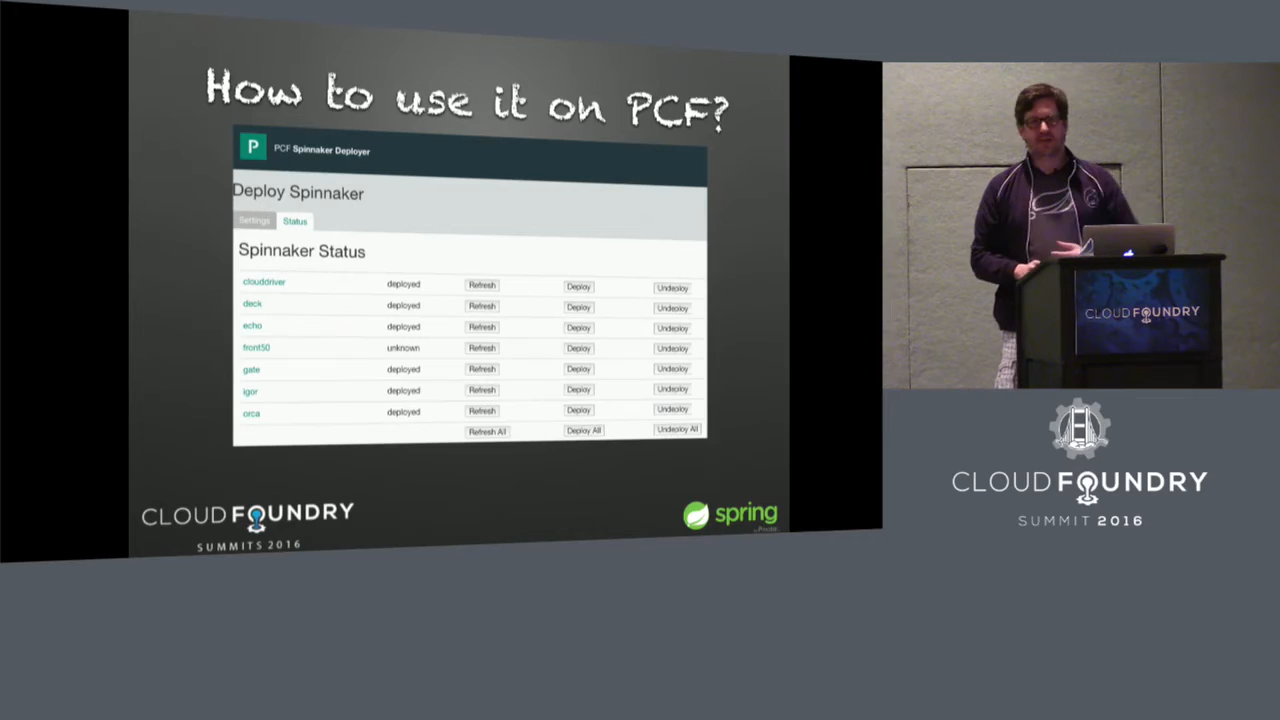 How to use it on PCF?
P PCF Spinnaker Deployer
Deploy Spinnaker
Settings Status
Spinnaker Status
clouddriver deployed Refresh Deploy Undeploy
deck deployed Refresh Deploy Undeploy
echo deployed Refresh Deploy Undeploy
front50 unknown Refresh Deploy Undeploy
gate deployed Refresh Deploy Undeploy
igor deployed Refresh Deploy Undeploy
orca deployed Refresh Deploy Undeploy
Refresh All Deploy All Undeploy All
CLOUD FOUNDRY
SUMMITS 2016
spring
CLOUD FOUNDRY
CLOUD FOUNDRY
SUMMIT 2016